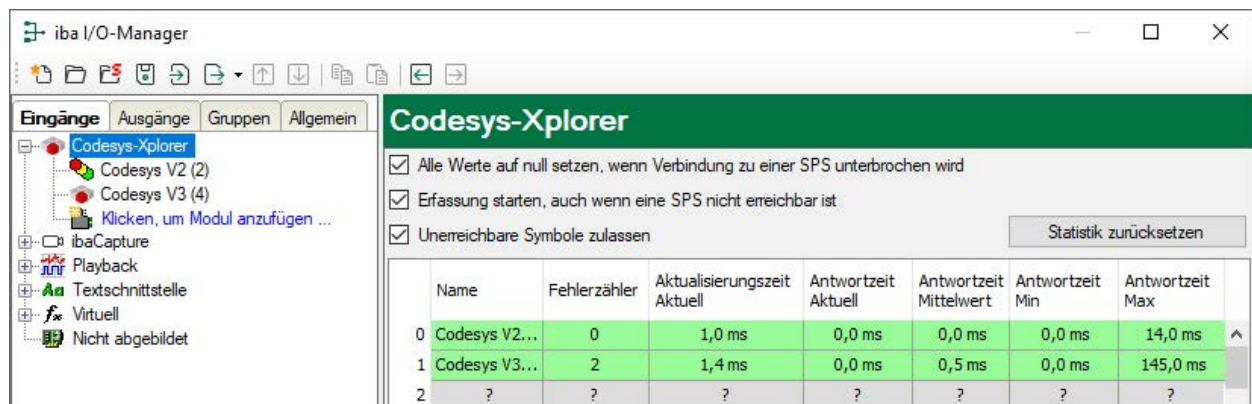 iba I/O-Manager
Eingänge Ausgänge Gruppen Allgemein
Codesys-Xplorer
Codesys V2 (2)
Codesys V3 (4)
Klicken, um Modul anzufügen ...
ibaCapture
Playback
Textschnittstelle
Virtuell
Nicht abgebildet
Codesys-Xplorer
Alle Werte auf null setzen, wenn Verbindung zu einer SPS unterbrochen wird
Erfassung starten, auch wenn eine SPS nicht erreichbar ist
Unerreichbare Symbole zulassen
Statistik zurücksetzen
Name Fehlerzähler Aktualisierungszeit Aktuell Antwortzeit Aktuell Antwortzeit Mittelwert Antwortzeit Min Antwortzeit Max
0 Codesys V2... 0 1,0 ms 0,0 ms 0,0 ms 0,0 ms 14,0 ms
1 Codesys V3... 2 1,4 ms 0,0 ms 0,5 ms 0,0 ms 145,0 ms
2 ? ? ? ? ? ? ?